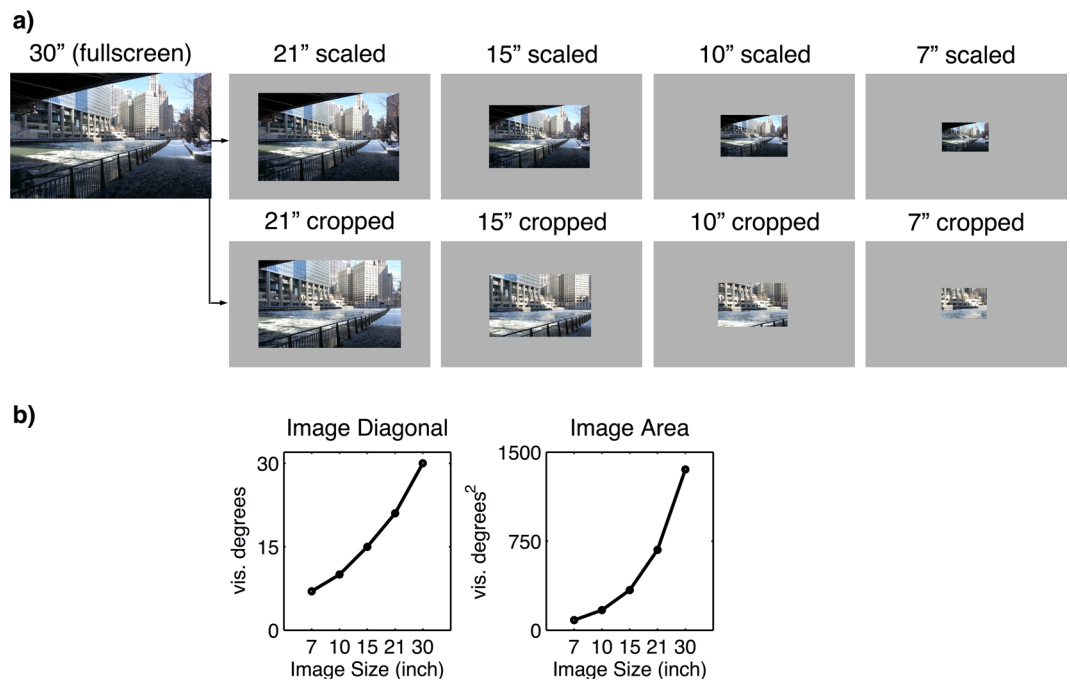 a)
30” (fullscreen) 21” scaled 15” scaled 10” scaled 7” scaled
21” cropped 15” cropped 10” cropped 7” cropped
b)
Image Diagonal
30
15
0
vis. degrees
7 10 15 21 30
Image Size (inch)
Image Area
1500
750
0
vis. degrees²
7 10 15 21 30
Image Size (inch)